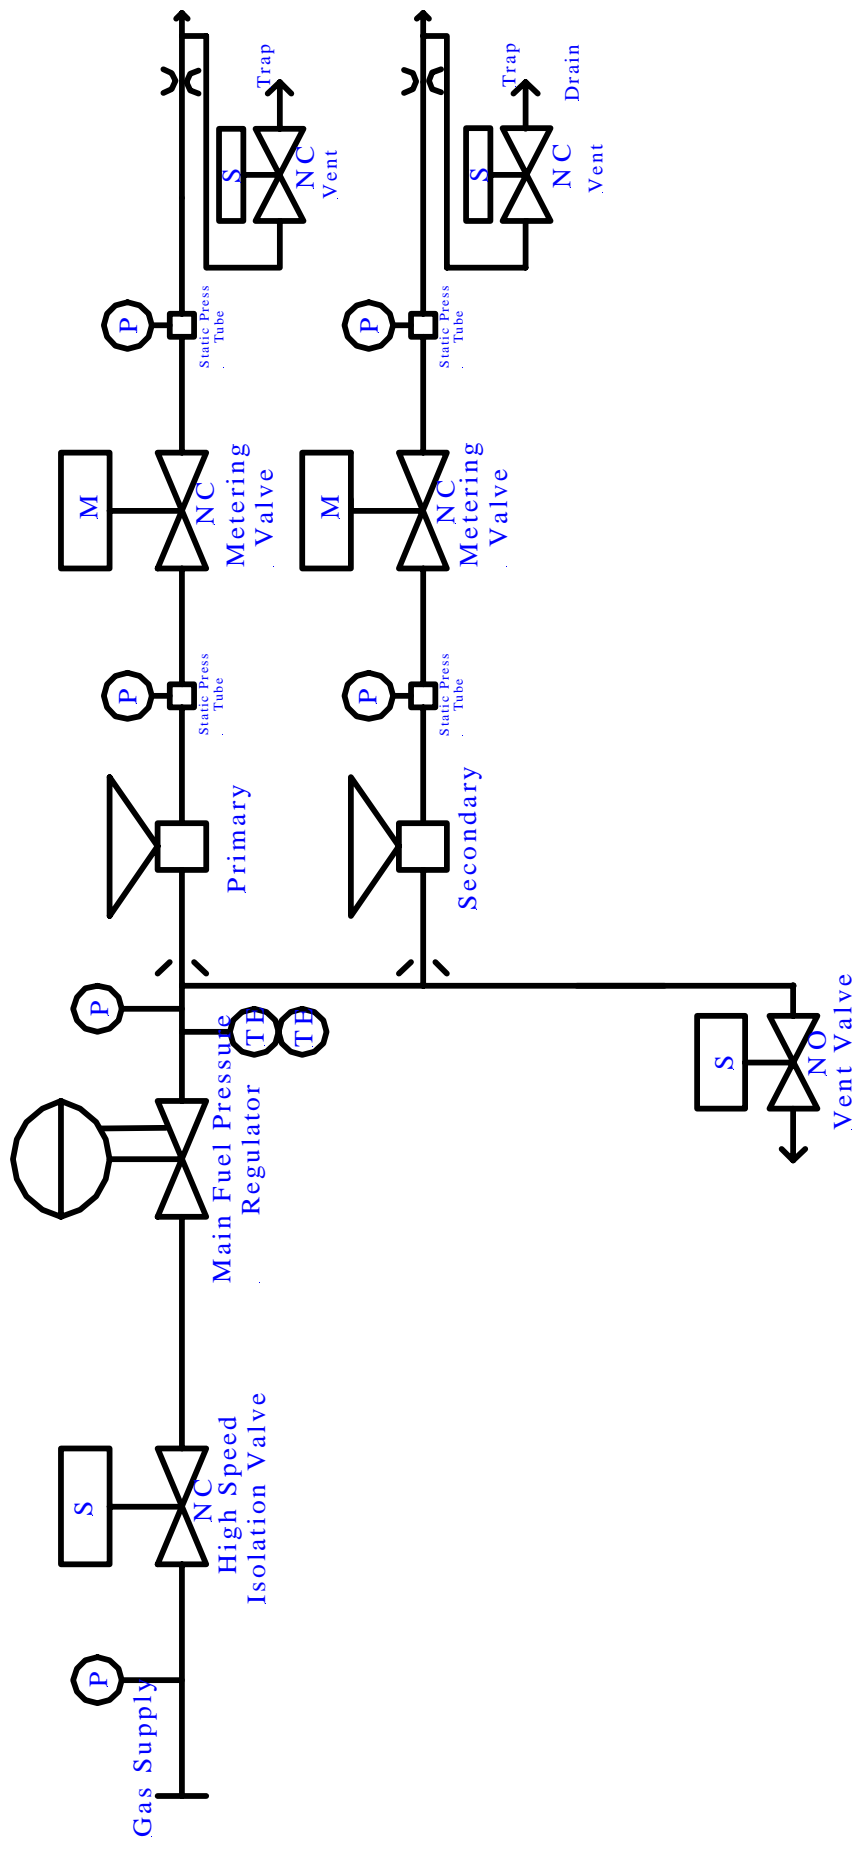 Gas Supply
P
S
NC
High Speed
Isolation Valve
Main Fuel Pressure
Regulator
P
TE
TE
S
NO
Vent Valve
Primary
Secondary
P
Static Press
Tube
P
Static Press
Tube
M
NC
Metering
Valve
M
NC
Metering
Valve
P
Static Press
Tube
P
Static Press
Tube
S
NC
Vent
Trap
S
NC
Vent
Trap
Drain